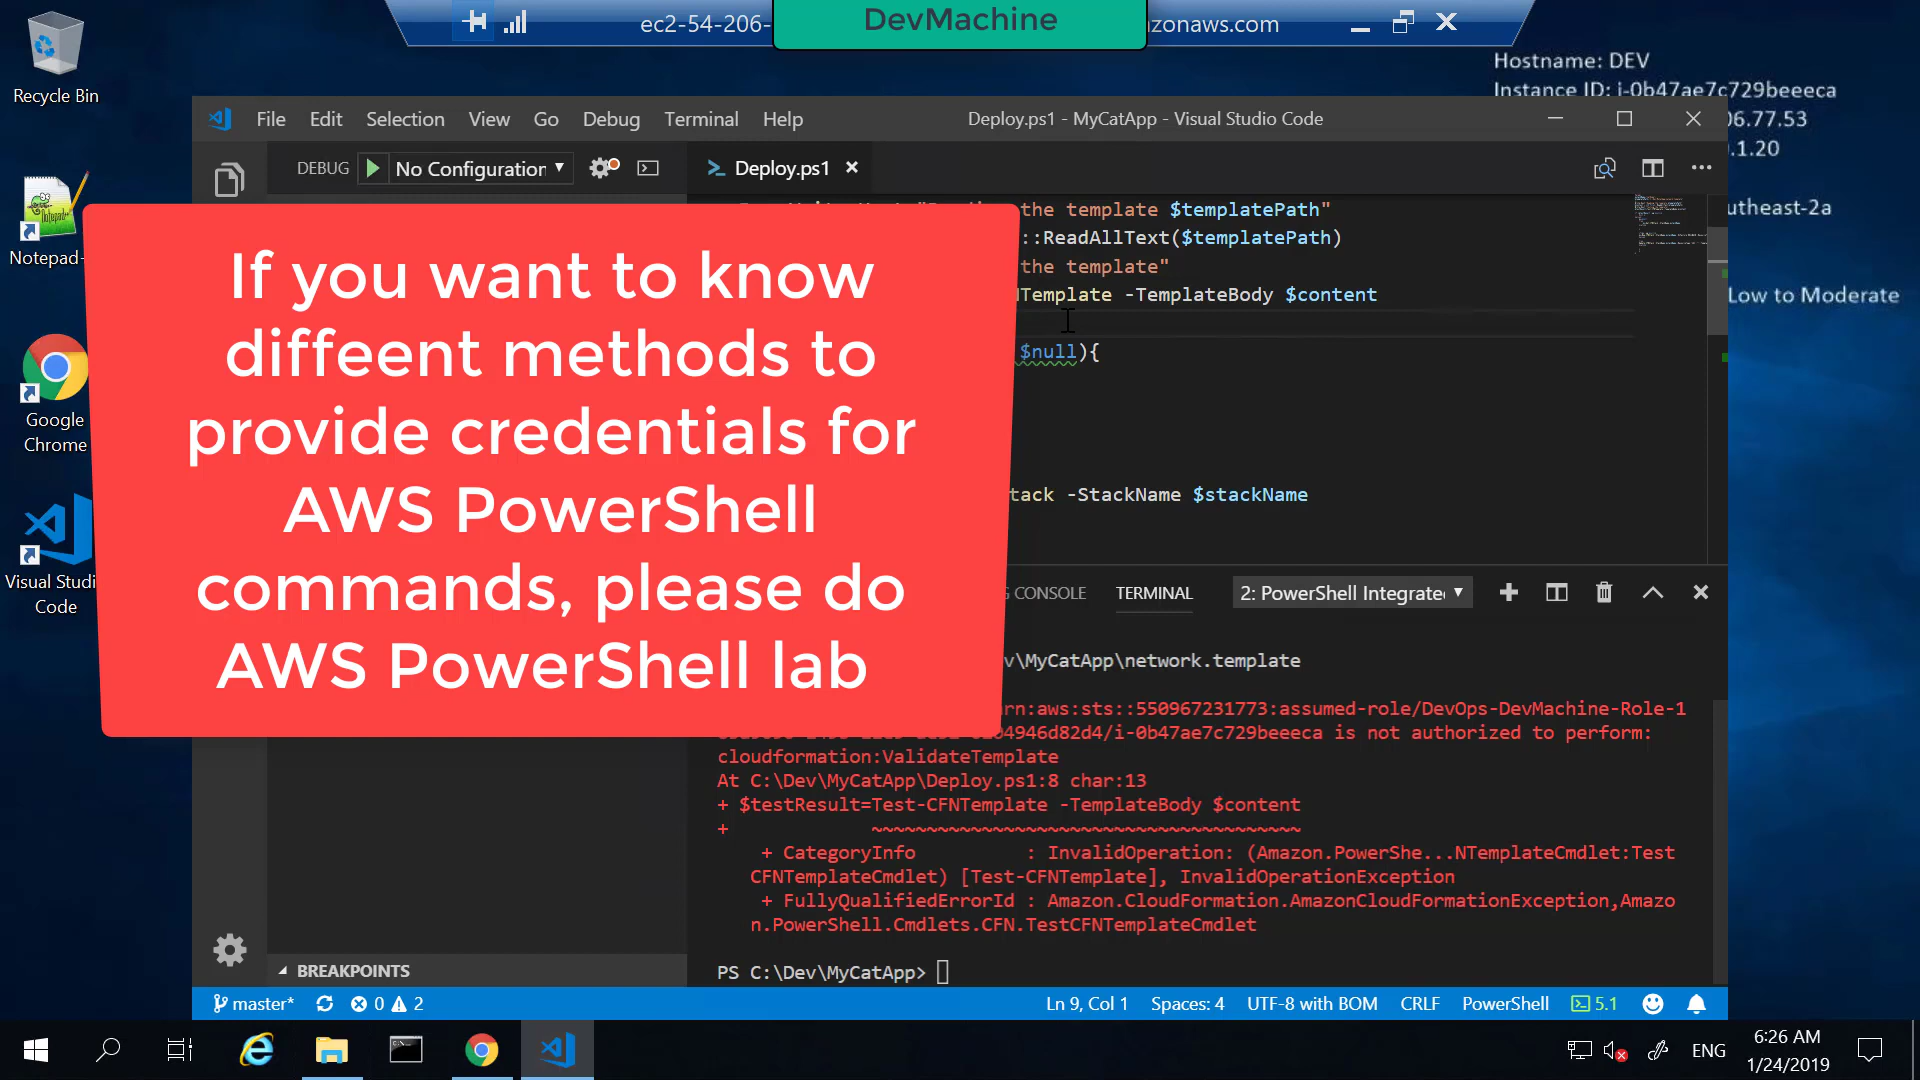 DevMachine
ec2-54-206-
zonaws.com
Recycle Bin
Hostname: DEV
Instance ID: i-0b47ae7c729beeeca
06.77.53
.1.20
utheast-2a
Low to Moderate
File Edit Selection View Go Debug Terminal Help
Deploy.ps1 - MyCatApp - Visual Studio Code
DEBUG No Configuration
Deploy.ps1
the template $templatePath"
::ReadAllText($templatePath)
the template"
NTemplate -TemplateBody $content
$null){
tack -StackName $stackName
If you want to know
diffeent methods to
provide credentials for
AWS PowerShell
commands, please do
AWS PowerShell lab
Notepad
Google
Chrome
Visual Studi
Code
CONSOLE TERMINAL 2: PowerShell Integrate
v\MyCatApp\network.template
rn:aws:sts::550967231773:assumed-role/DevOps-DevMachine-Role-1
4946d82d4/i-0b47ae7c729beeeca is not authorized to perform:
cloudformation:ValidateTemplate
At C:\Dev\MyCatApp\Deploy.ps1:8 char:13
+ $testResult=Test-CFNTemplate -TemplateBody $content
+ ~~~~~~~~~~~~~~~~~~~~~~~~~~~~~~~~~~~~~~~
+ CategoryInfo : InvalidOperation: (Amazon.PowerShe...NTemplateCmdlet:Test
CFNTemplateCmdlet) [Test-CFNTemplate], InvalidOperationException
+ FullyQualifiedErrorId : Amazon.CloudFormation.AmazonCloudFormationException,Amazo
n.PowerShell.Cmdlets.CFN.TestCFNTemplateCmdlet
PS C:\Dev\MyCatApp>
BREAKPOINTS
master* 0 2
Ln 9, Col 1 Spaces: 4 UTF-8 with BOM CRLF PowerShell 5.1
ENG
6:26 AM
1/24/2019